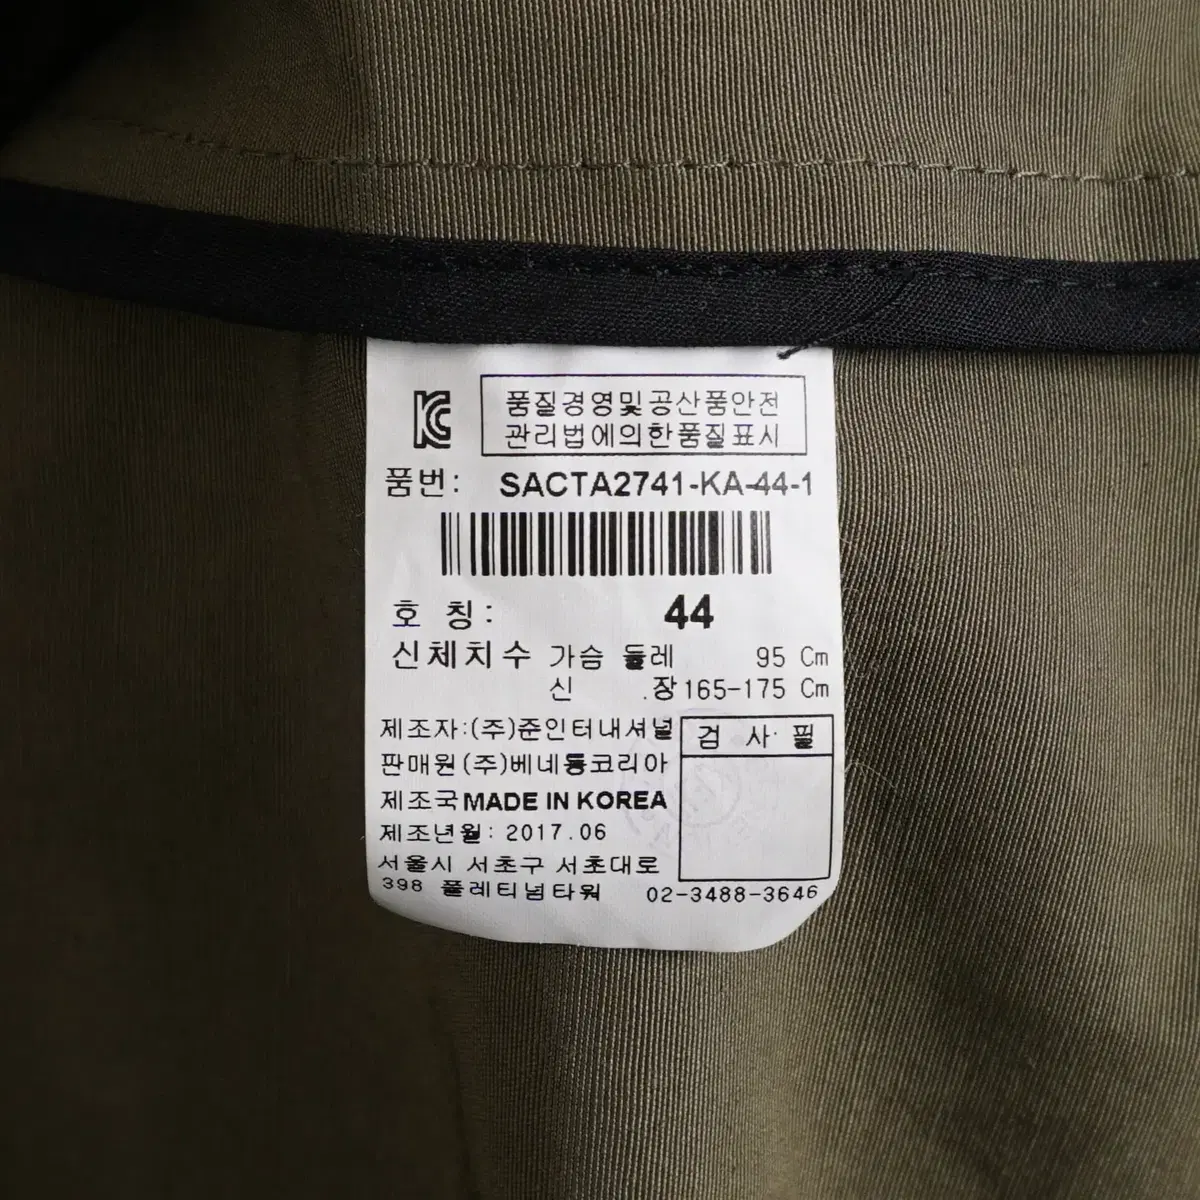 KC
품질경영및공산품안전
관리법에의한품질표시
품번: SACTA2741-KA-44-1
호 칭: 44
신체치수 가슴 둘레 95 Cm
신 장 165-175 Cm
제조자:(주)준인터내셔널
검 사 필
판매원(주)베네통코리아
제조국 MADE IN KOREA
제조년월: 2017.06
서울시 서초구 서초대로
398 플레티넘타워 02-3488-3646